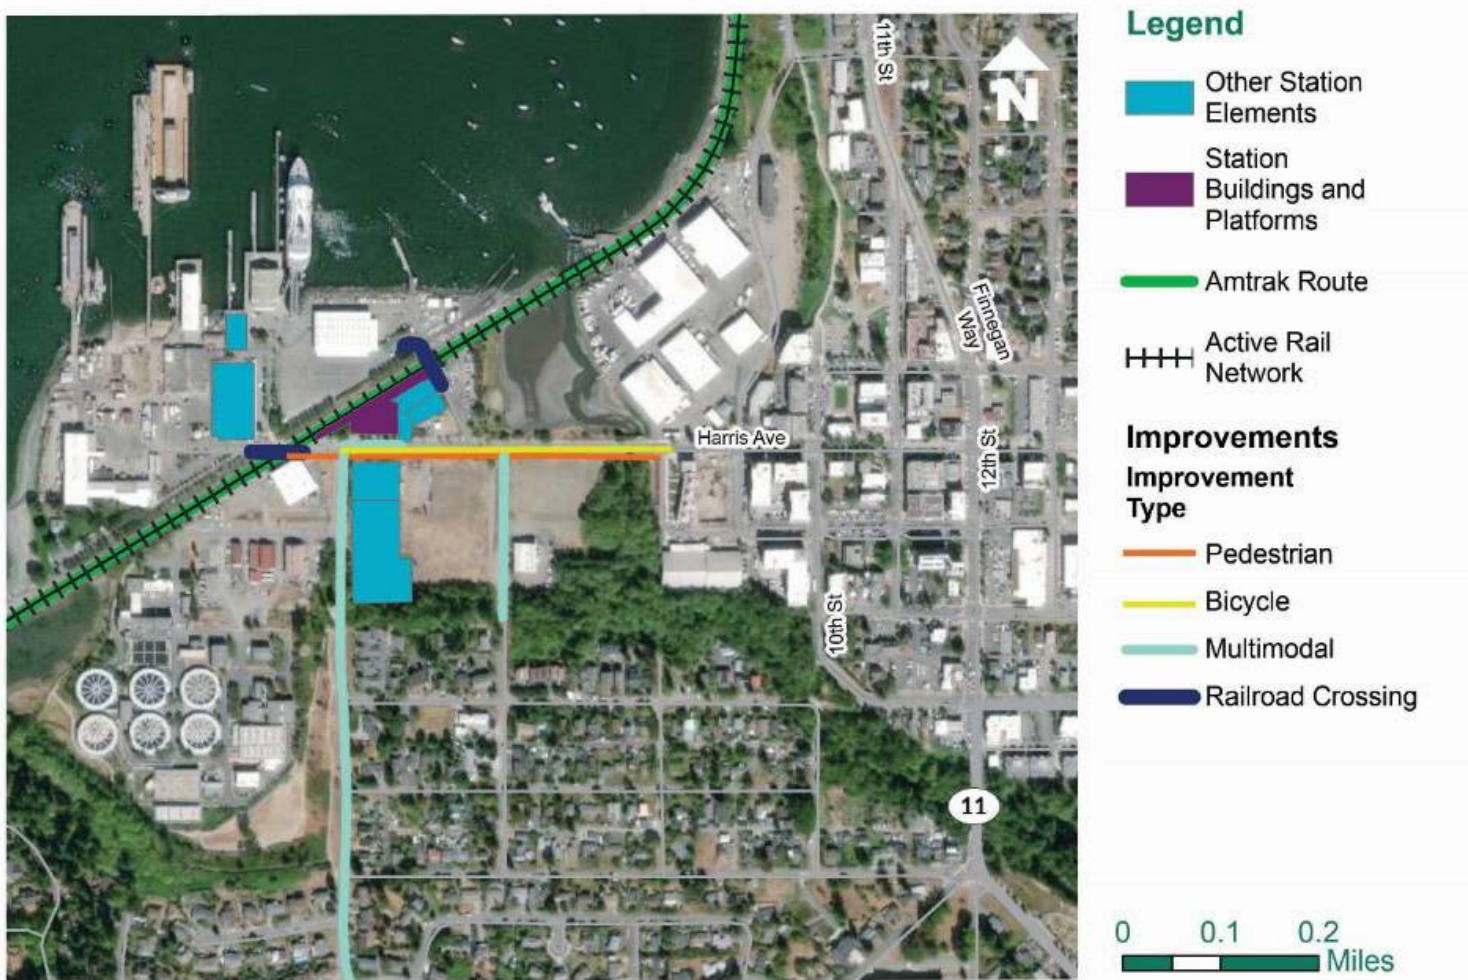 11th St
N
Finnegan
Way
Harris Ave
12th St
10th St
11
Legend
Other Station
Elements
Station
Buildings and
Platforms
Amtrak Route
Active Rail
Network
Improvements
Improvement
Type
Pedestrian
Bicycle
Multimodal
Railroad Crossing
0 0.1 0.2
Miles